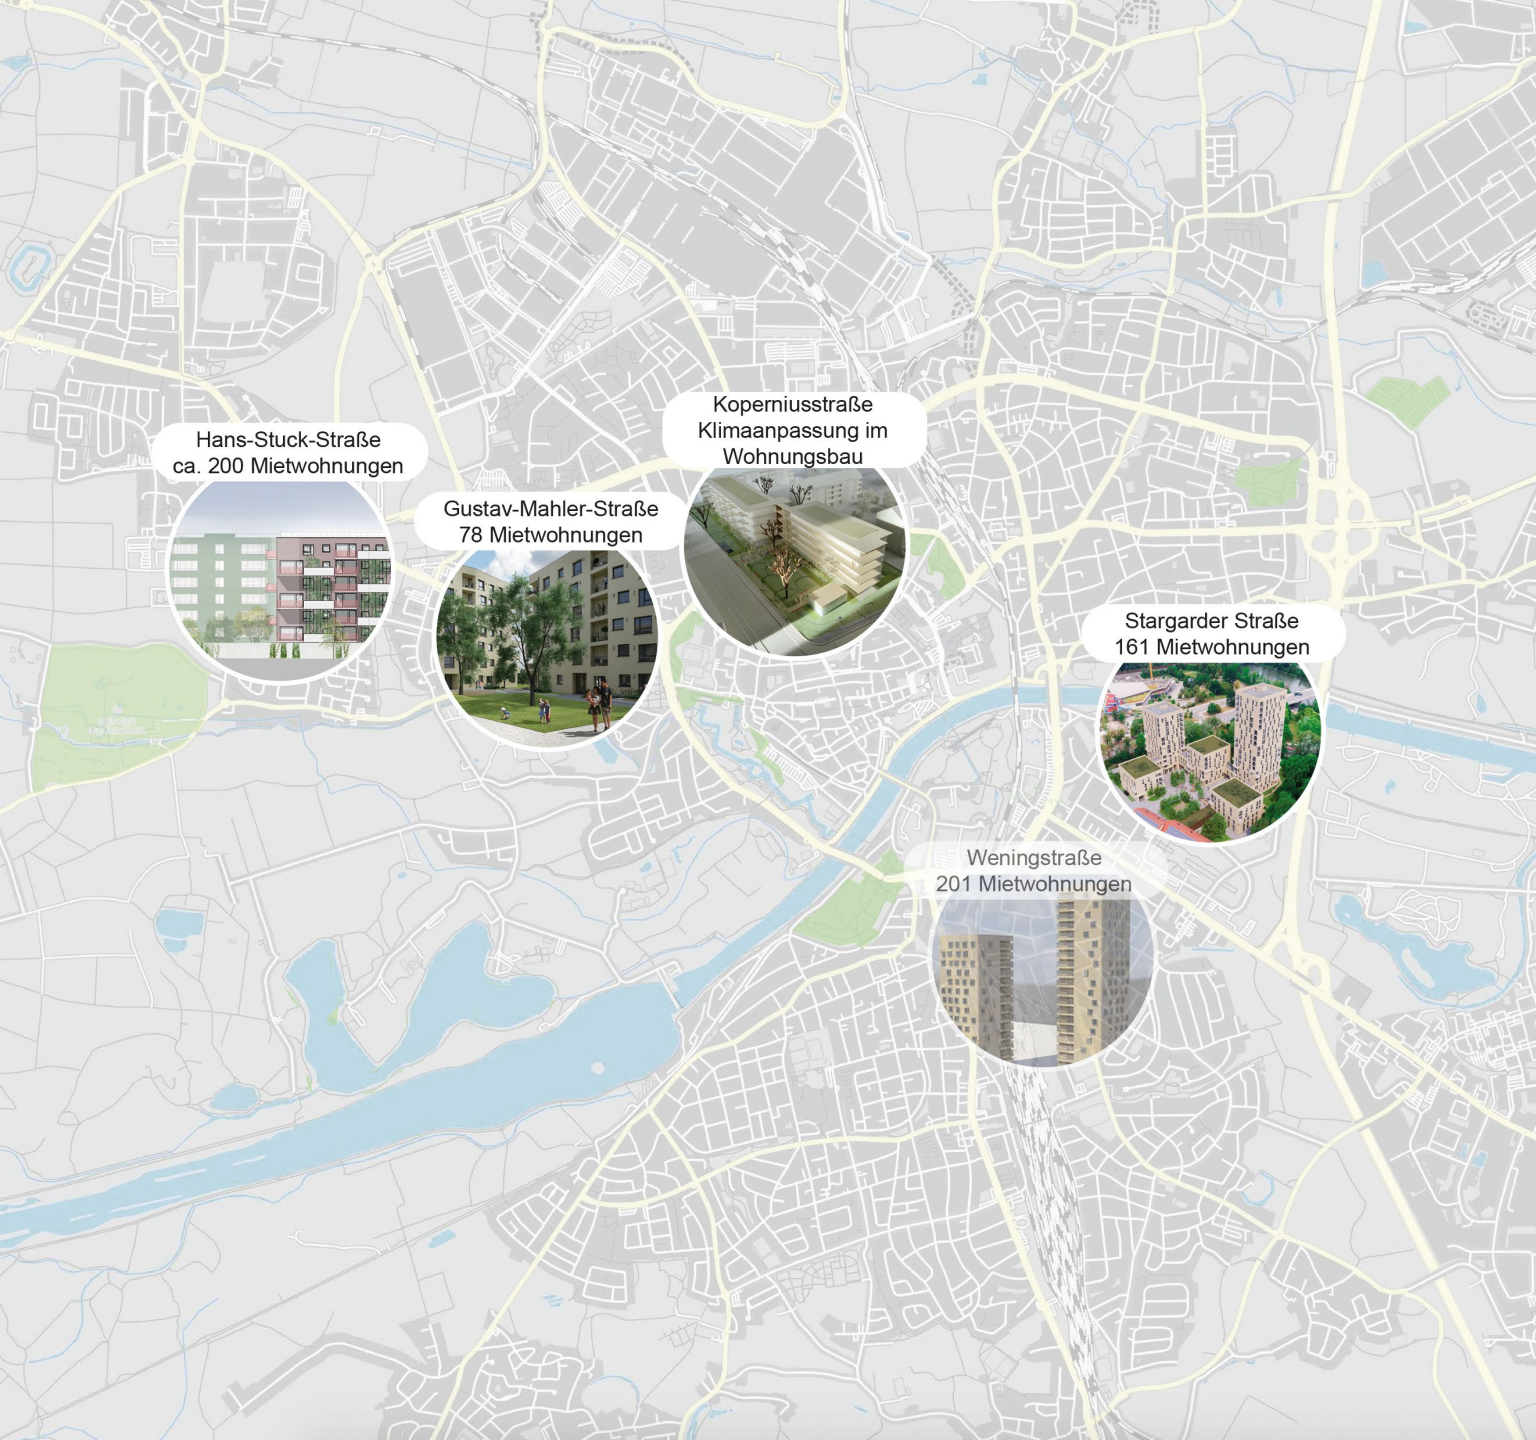 Koperniusstraße
Klimaanpassung im
Wohnungsbau
Hans-Stuck-Straße
ca. 200 Mietwohnungen
Gustav-Mahler-Straße
78 Mietwohnungen
Stargarder Straße
161 Mietwohnungen
Weningstraße
201 Mietwohnungen